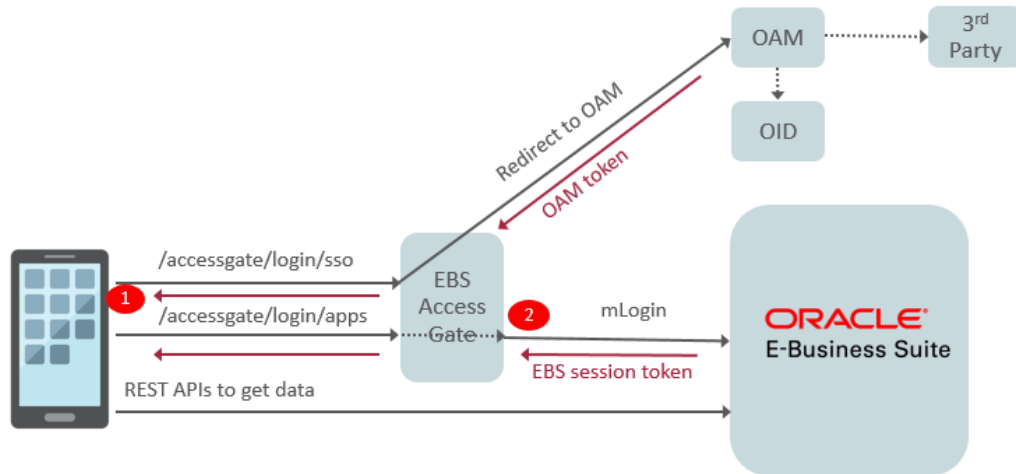 OAM
3rd
Party
OID
Redirect to OAM
OAM token
/accessgate/login/sso
1
/accessgate/login/apps
EBS
Access
Gate
2
mLogin
EBS session token
ORACLE®
E-Business Suite
REST APIs to get data